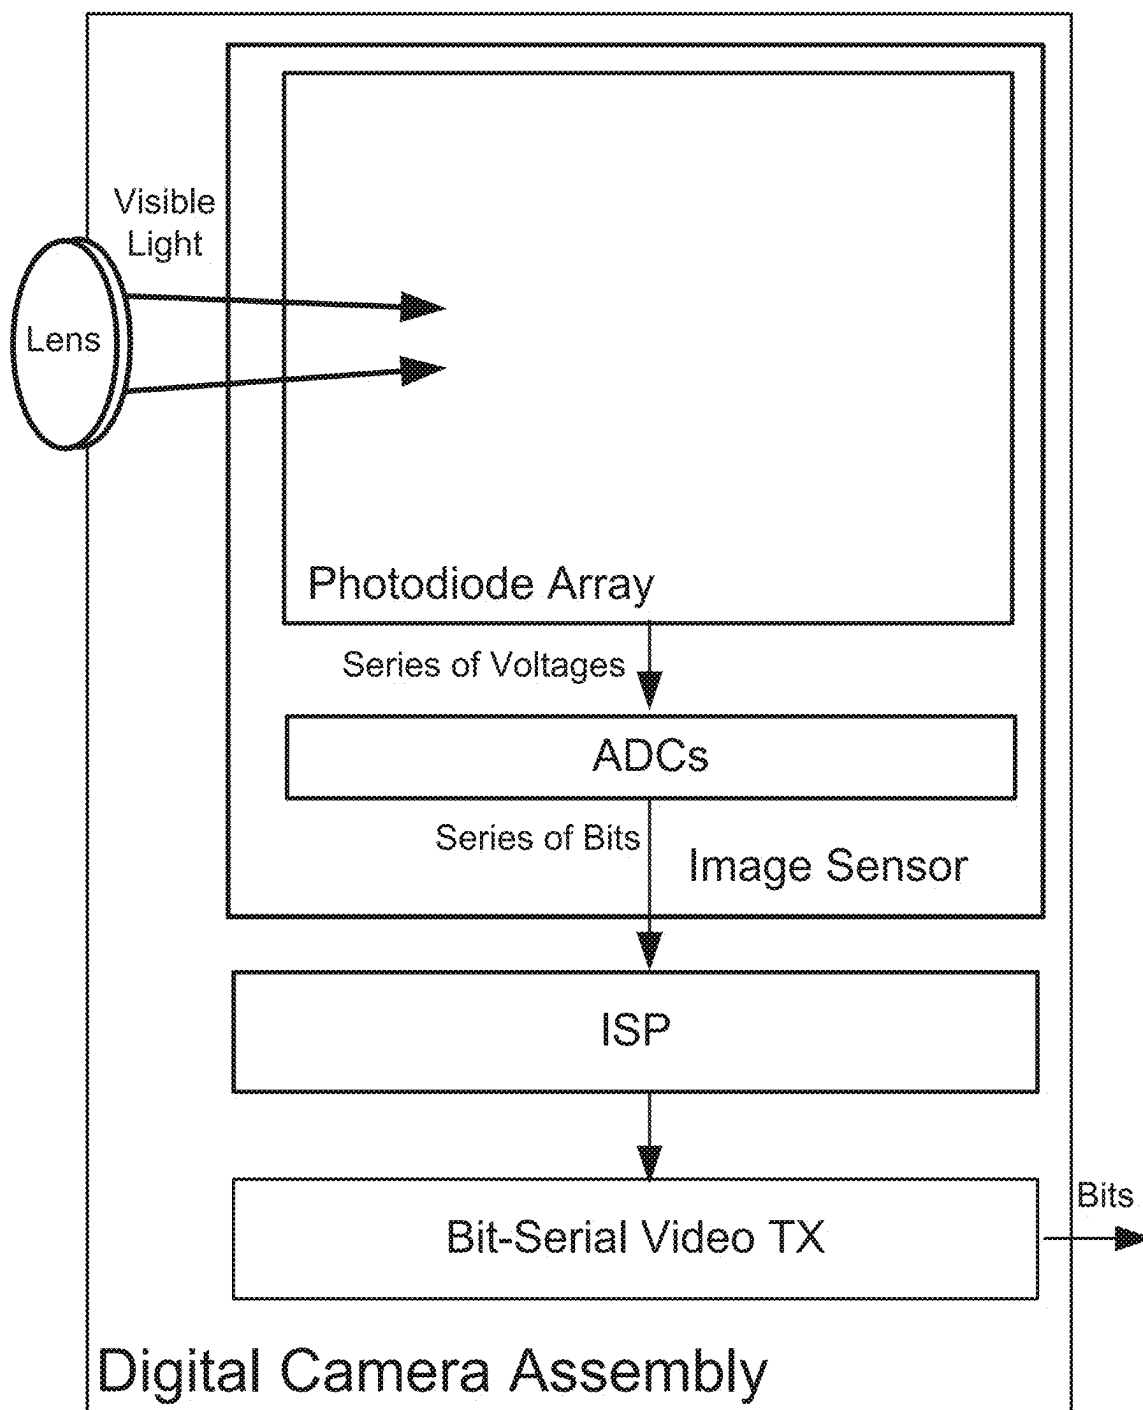 Visible
Light
Lens
Photodiode Array
Series of Voltages
ADCs
Series of Bits
Image Sensor
ISP
Bits
Bit-Serial Video TX
Digital Camera Assembly